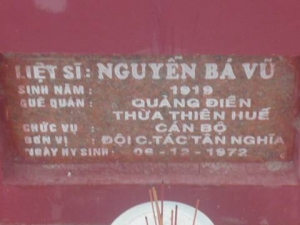 LIỆT SĨ : NGUYỄN BÁ VŨ
SINH NĂM : 1919
QUÊ QUÁN : QUẢNG ĐIỀN
THỪA THIÊN HUẾ
CHỨC VỤ : CÁN BỘ
ĐƠN VỊ : ĐỘI C.TÁC TÂN NGHĨA
NGÀY HY SINH : 06-12-1972